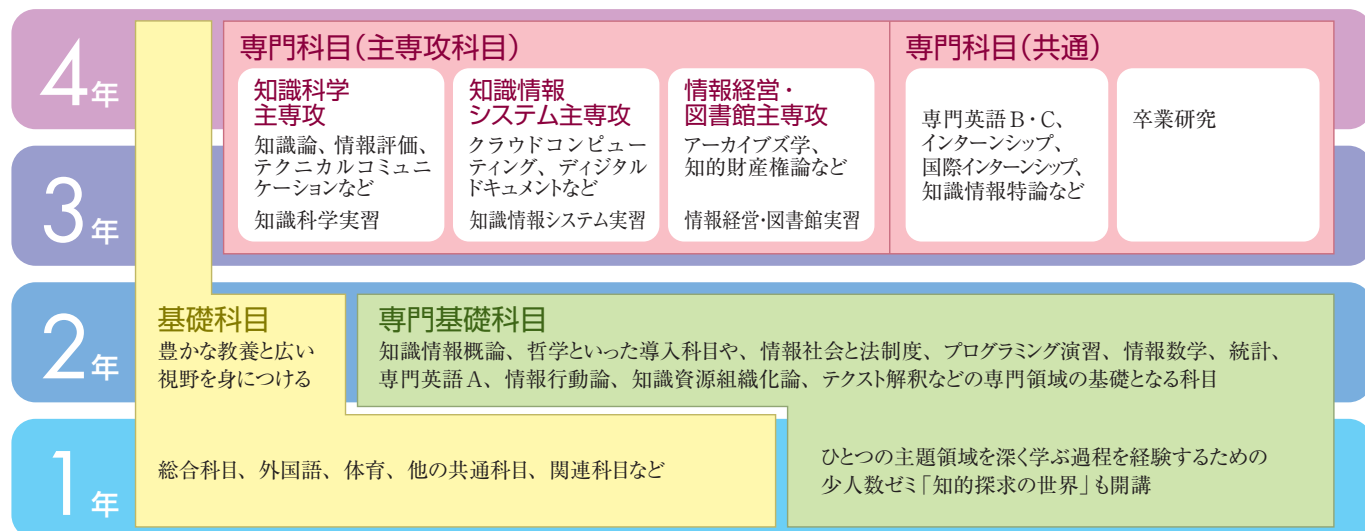 4年
専門科目(主専攻科目)
知識科学
主専攻
知識論、情報評価、
テクニカルコミュニ
ケーションなど
知識科学実習
知識情報
システム主専攻
クラウドコンピュー
ティング、ディジタル
ドキュメントなど
知識情報システム実習
情報経営・
図書館主専攻
アーカイブズ学、
知的財産権論など
情報経営・図書館実習
専門科目(共通)
専門英語B・C、
インターンシップ、
国際インターンシップ、
知識情報特論など
卒業研究
3年
2年
基礎科目
豊かな教養と広い
視野を身につける
専門基礎科目
知識情報概論、哲学といった導入科目や、情報社会と法制度、プログラミング演習、情報数学、統計、
専門英語A、情報行動論、知識資源組織化論、テクスト解釈などの専門領域の基礎となる科目
1年
総合科目、外国語、体育、他の共通科目、関連科目など
ひとつの主題領域を深く学ぶ過程を経験するための
少人数ゼミ「知的探求の世界」も開講